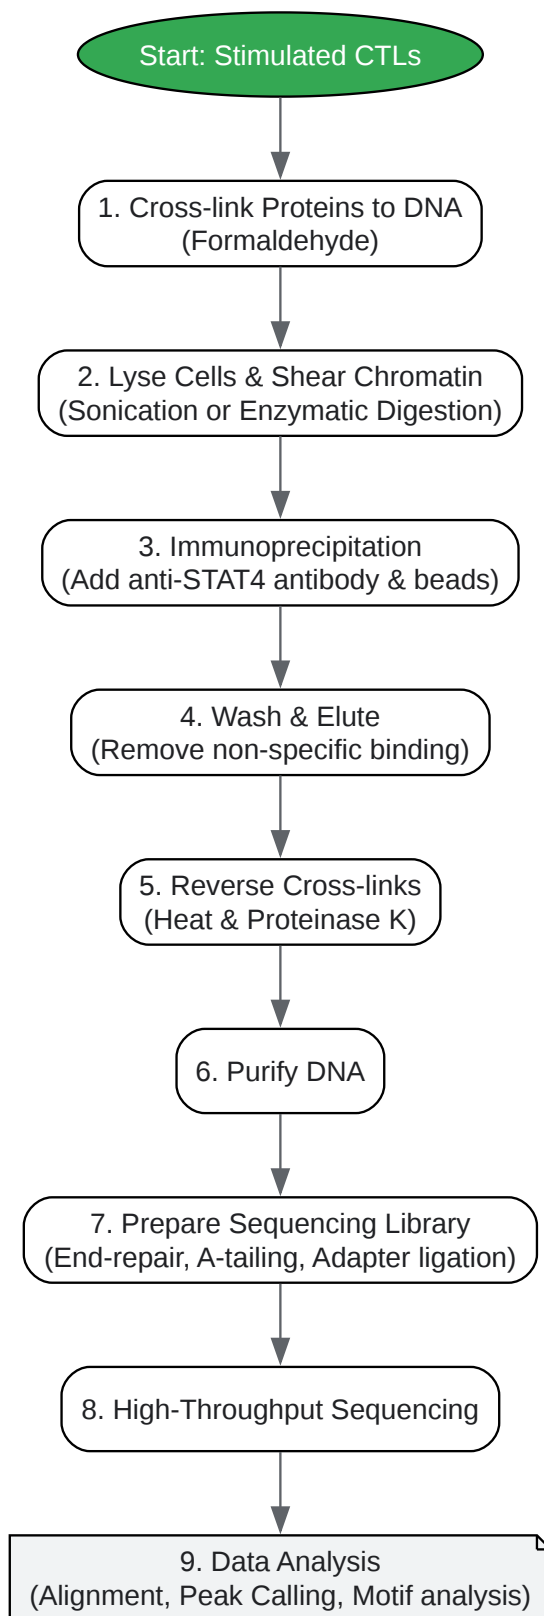 Start: Stimulated CTLs
1. Cross-link Proteins to DNA
(Formaldehyde)
2. Lyse Cells & Shear Chromatin
(Sonication or Enzymatic Digestion)
3. Immunoprecipitation
(Add anti-STAT4 antibody & beads)
4. Wash & Elute
(Remove non-specific binding)
5. Reverse Cross-links
(Heat & Proteinase K)
6. Purify DNA
7. Prepare Sequencing Library
(End-repair, A-tailing, Adapter ligation)
8. High-Throughput Sequencing
9. Data Analysis
(Alignment, Peak Calling, Motif analysis)